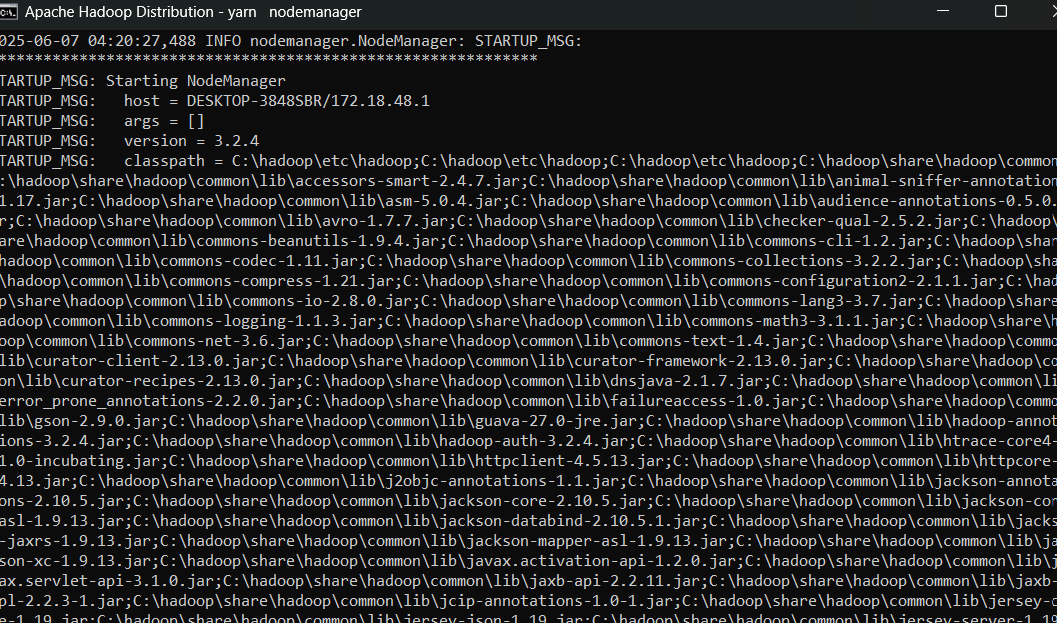 Apache Hadoop Distribution - yarn nodemanager
025-06-07 04:20:27,488 INFO nodemanager.NodeManager: STARTUP_MSG:
************************************************************
TARTUP_MSG: Starting NodeManager
TARTUP_MSG:   host = DESKTOP-3848SBR/172.18.48.1
TARTUP_MSG:   args = []
TARTUP_MSG:   version = 3.2.4
TARTUP_MSG:   classpath = C:\hadoop\etc\hadoop;C:\hadoop\etc\hadoop;C:\hadoop\etc\hadoop;C:\hadoop\share\hadoop\common
:\hadoop\share\hadoop\common\lib\accessors-smart-2.4.7.jar;C:\hadoop\share\hadoop\common\lib\animal-sniffer-annotation
1.17.jar;C:\hadoop\share\hadoop\common\lib\asm-5.0.4.jar;C:\hadoop\share\hadoop\common\lib\audience-annotations-0.5.0.
r;C:\hadoop\share\hadoop\common\lib\avro-1.7.7.jar;C:\hadoop\share\hadoop\common\lib\checker-qual-2.5.2.jar;C:\hadoop\
are\hadoop\common\lib\commons-beanutils-1.9.4.jar;C:\hadoop\share\hadoop\common\lib\commons-cli-1.2.jar;C:\hadoop\shar
hadoop\common\lib\commons-codec-1.11.jar;C:\hadoop\share\hadoop\common\lib\commons-collections-3.2.2.jar;C:\hadoop\sha
\hadoop\common\lib\commons-compress-1.21.jar;C:\hadoop\share\hadoop\common\lib\commons-configuration2-2.1.1.jar;C:\had
p\share\hadoop\common\lib\commons-io-2.8.0.jar;C:\hadoop\share\hadoop\common\lib\commons-lang3-3.7.jar;C:\hadoop\share
adoop\common\lib\commons-logging-1.1.3.jar;C:\hadoop\share\hadoop\common\lib\commons-math3-3.1.1.jar;C:\hadoop\share\h
oop\common\lib\commons-net-3.6.jar;C:\hadoop\share\hadoop\common\lib\commons-text-1.4.jar;C:\hadoop\share\hadoop\commo
lib\curator-client-2.13.0.jar;C:\hadoop\share\hadoop\common\lib\curator-framework-2.13.0.jar;C:\hadoop\share\hadoop\co
on\lib\curator-recipes-2.13.0.jar;C:\hadoop\share\hadoop\common\lib\dnsjava-2.1.7.jar;C:\hadoop\share\hadoop\common\li
error_prone_annotations-2.2.0.jar;C:\hadoop\share\hadoop\common\lib\failureaccess-1.0.jar;C:\hadoop\share\hadoop\commo
lib\gson-2.9.0.jar;C:\hadoop\share\hadoop\common\lib\guava-27.0-jre.jar;C:\hadoop\share\hadoop\common\lib\hadoop-annot
ions-3.2.4.jar;C:\hadoop\share\hadoop\common\lib\hadoop-auth-3.2.4.jar;C:\hadoop\share\hadoop\common\lib\htrace-core4-
1.0-incubating.jar;C:\hadoop\share\hadoop\common\lib\httpclient-4.5.13.jar;C:\hadoop\share\hadoop\common\lib\httpcore-
4.13.jar;C:\hadoop\share\hadoop\common\lib\j2objc-annotations-1.1.jar;C:\hadoop\share\hadoop\common\lib\jackson-annota
ons-2.10.5.jar;C:\hadoop\share\hadoop\common\lib\jackson-core-2.10.5.jar;C:\hadoop\share\hadoop\common\lib\jackson-cor
asl-1.9.13.jar;C:\hadoop\share\hadoop\common\lib\jackson-databind-2.10.5.1.jar;C:\hadoop\share\hadoop\common\lib\jacks
-jaxrs-1.9.13.jar;C:\hadoop\share\hadoop\common\lib\jackson-mapper-asl-1.9.13.jar;C:\hadoop\share\hadoop\common\lib\ja
son-xc-1.9.13.jar;C:\hadoop\share\hadoop\common\lib\javax.activation-api-1.2.0.jar;C:\hadoop\share\hadoop\common\lib\j
ax.servlet-api-3.1.0.jar;C:\hadoop\share\hadoop\common\lib\jaxb-api-2.2.11.jar;C:\hadoop\share\hadoop\common\lib\jaxb-
pl-2.2.3-1.jar;C:\hadoop\share\hadoop\common\lib\jcip-annotations-1.0-1.jar;C:\hadoop\share\hadoop\common\lib\jersey-c
e-1.19.jar;C:\hadoop\share\hadoop\common\lib\jersey-json-1.19.jar;C:\hadoop\share\hadoop\common\lib\jersey-server-1.19